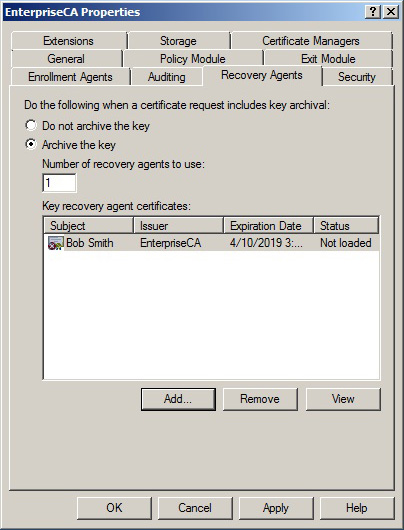 EnterpriseCA Properties
Extensions Storage Certificate Managers
General Policy Module Exit Module
Enrollment Agents Auditing Recovery Agents Security
Do the following when a certificate request includes key archival:
Do not archive the key
Archive the key
Number of recovery agents to use:
1
Key recovery agent certificates:
Subject Issuer Expiration Date Status
Bob Smith EnterpriseCA 4/10/2019 3:... Not loaded
Add... Remove View
OK Cancel Apply Help